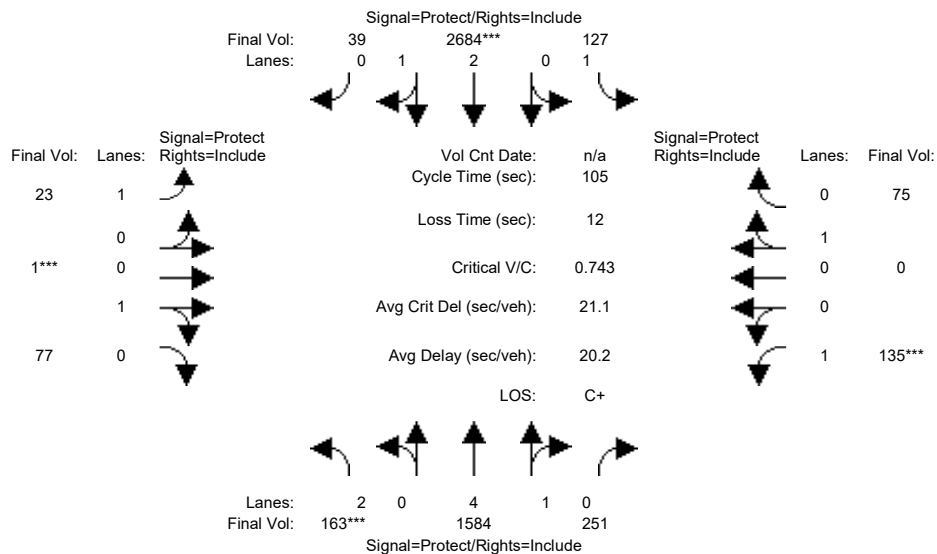 Signal=Protect/Rights=Include
Final Vol: 39 2684*** 127
Lanes: 0 1 2 0 1
Signal=Protect Signal=Protect
Final Vol: Lanes: Rights=Include Vol Cnt Date: n/a Rights=Include Lanes: Final Vol:
Cycle Time (sec): 105
23 1 0 75
Loss Time (sec): 12
0 1
1*** 0 Critical V/C: 0.743 0 0
1 Avg Crit Del (sec/veh): 21.1 0
77 0 Avg Delay (sec/veh): 20.2 1 135***
LOS: C+
Lanes: 2 0 4 1 0
Final Vol: 163*** 1584 251
Signal=Protect/Rights=Include